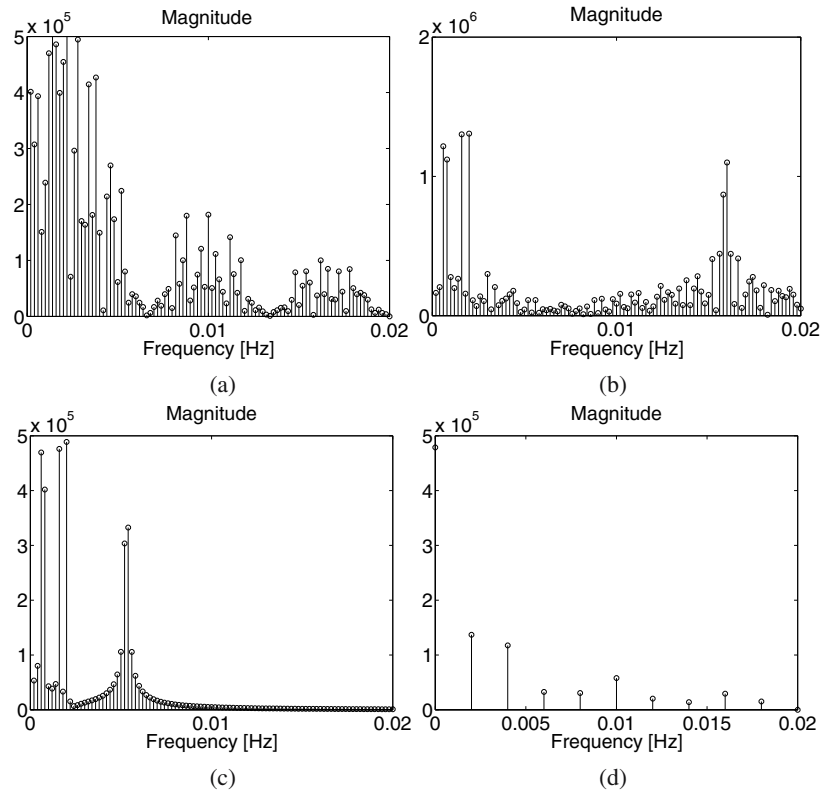 Magnitude
5 x 10^5
4
3
2
1
0
0 0.01 0.02
Frequency [Hz]
(a)
Magnitude
2 x 10^6
1
0
0 0.01 0.02
Frequency [Hz]
(b)
Magnitude
5 x 10^5
4
3
2
1
0
0 0.01 0.02
Frequency [Hz]
(c)
Magnitude
5 x 10^5
4
3
2
1
0
0 0.005 0.01 0.015 0.02
Frequency [Hz]
(d)